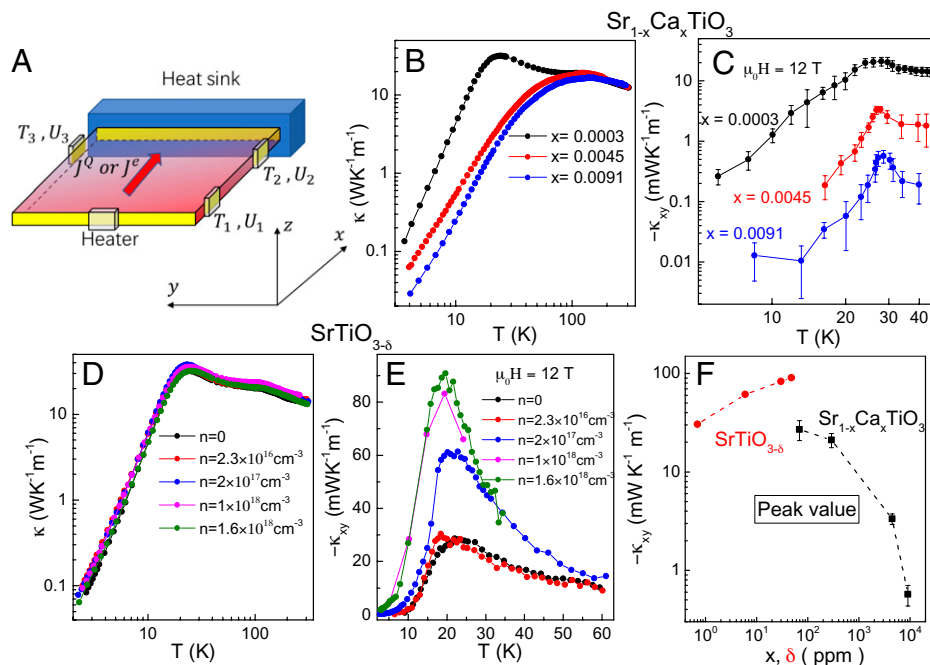 Sr1-xCaxTiO3
A
Heat sink
T3 , U3
J^Q or J^e
T2 , U2
T1 , U1
Heater
z
x
y
B
κ (WK⁻¹m⁻¹)
10
1
0.1
x= 0.0003
x= 0.0045
x= 0.0091
10
100
T (K)
C
μ0H = 12 T
−κxy (mWK⁻¹m⁻¹)
10
1
0.1
0.01
x = 0.0003
x = 0.0045
x = 0.0091
10
20
30
40
T (K)
SrTiO3-δ
D
κ (WK⁻¹m⁻¹)
10
1
0.1
n=0
n=2.3×10¹⁶cm⁻³
n=2×10¹⁷cm⁻³
n=1×10¹⁸cm⁻³
n=1.6×10¹⁸cm⁻³
10
100
T (K)
E
μ0H = 12 T
−κxy (mWK⁻¹m⁻¹)
80
60
40
20
0
n=0
n=2.3×10¹⁶cm⁻³
n=2×10¹⁷cm⁻³
n=1×10¹⁸cm⁻³
n=1.6×10¹⁸cm⁻³
10 20 30 40 50 60
T (K)
F
−κxy (mW K⁻¹m⁻¹)
100
10
1
SrTiO3-δ
Sr1-xCaxTiO3
Peak value
10⁰ 10¹ 10² 10³ 10⁴
x, δ ( ppm )